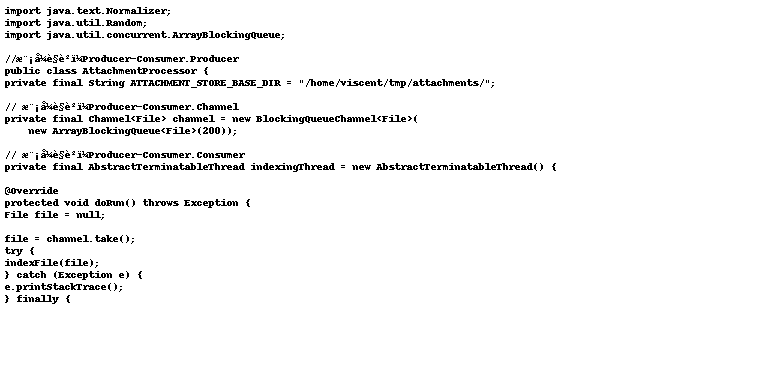 import java.text.Normalizer;
import java.util.Random;
import java.util.concurrent.ArrayBlockingQueue;
//æ¨¡å¼è§è²ï¼Producer-Consumer.Producer
public class AttachmentProcessor {
private final String ATTACHMENT_STORE_BASE_DIR = "/home/viscent/tmp/attachments/";
// æ¨¡å¼è§è²ï¼Producer-Consumer.Channel
private final Channel<File> channel = new BlockingQueueChannel<File>(
new ArrayBlockingQueue<File>(200));
// æ¨¡å¼è§è²ï¼Producer-Consumer.Consumer
private final AbstractTerminatableThread indexingThread = new AbstractTerminatableThread() {
@Override
protected void doRun() throws Exception {
File file = null;
file = channel.take();
try {
indexFile(file);
} catch (Exception e) {
e.printStackTrace();
} finally {